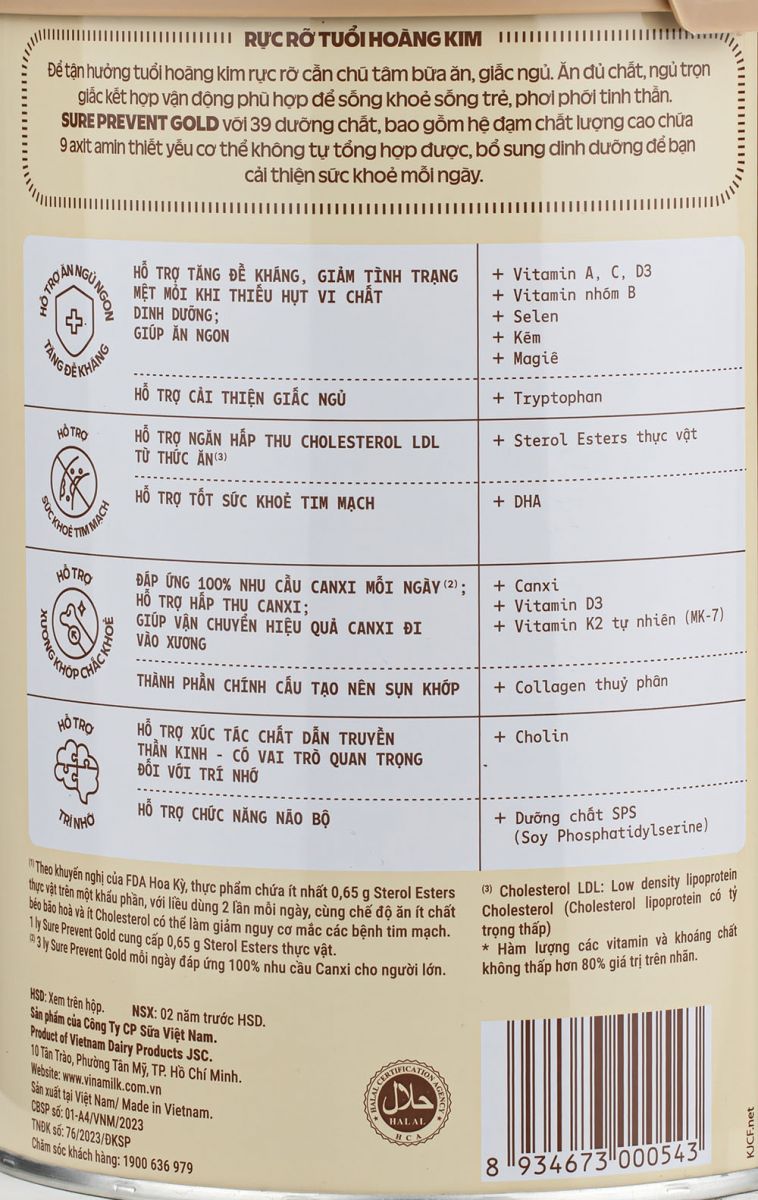 RỰC RỠ TUỔI HOÀNG KIM
Để tận hưởng tuổi hoàng kim rực rỡ cần chú tâm bữa ăn, giấc ngủ. Ăn đủ chất, ngủ trọn
giấc kết hợp vận động phù hợp để sống khoẻ sống trẻ, phơi phới tinh thần.
SURE PREVENT GOLD với 39 dưỡng chất, bao gồm hệ đạm chất lượng cao chứa
9 axit amin thiết yếu cơ thể không tự tổng hợp được, bổ sung dinh dưỡng để bạn
cải thiện sức khoẻ mỗi ngày.
HỖ TRỢ ĂN NGỦ NGON
TĂNG ĐỀ KHÁNG
HỖ TRỢ TĂNG ĐỀ KHÁNG, GIẢM TÌNH TRẠNG
MỆT MỎI KHI THIẾU HỤT VI CHẤT
DINH DƯỠNG;
GIÚP ĂN NGON
+ Vitamin A, C, D3
+ Vitamin nhóm B
+ Selen
+ Kẽm
+ Magiê
HỖ TRỢ CẢI THIỆN GIẤC NGỦ
+ Tryptophan
HỖ TRỢ
SỨC KHOẺ TIM MẠCH
HỖ TRỢ NGĂN HẤP THU CHOLESTEROL LDL
TỪ THỨC ĂN(3)
+ Sterol Esters thực vật
HỖ TRỢ TỐT SỨC KHOẺ TIM MẠCH
+ DHA
HỖ TRỢ
XƯƠNG KHỚP CHẮC KHOẺ
ĐÁP ỨNG 100% NHU CẦU CANXI MỖI NGÀY(2);
HỖ TRỢ HẤP THU CANXI;
GIÚP VẬN CHUYỂN HIỆU QUẢ CANXI ĐI
VÀO XƯƠNG
+ Canxi
+ Vitamin D3
+ Vitamin K2 tự nhiên (MK-7)
THÀNH PHẦN CHÍNH CẤU TẠO NÊN SỤN KHỚP
+ Collagen thuỷ phân
HỖ TRỢ
TRÍ NHỚ
HỖ TRỢ XÚC TÁC CHẤT DẪN TRUYỀN
THẦN KINH - CÓ VAI TRÒ QUAN TRỌNG
ĐỐI VỚI TRÍ NHỚ
+ Cholin
HỖ TRỢ CHỨC NĂNG NÃO BỘ
+ Dưỡng chất SPS
(Soy Phosphatidylserine)
(1) Theo khuyến nghị của FDA Hoa Kỳ, thực phẩm chứa ít nhất 0,65 g Sterol Esters
thực vật trên một khẩu phần, với liều dùng 2 lần mỗi ngày, cùng chế độ ăn ít chất
béo bão hoà và ít Cholesterol có thể làm giảm nguy cơ mắc các bệnh tim mạch.
1 ly Sure Prevent Gold cung cấp 0,65 g Sterol Esters thực vật.
(2) 3 ly Sure Prevent Gold mỗi ngày đáp ứng 100% nhu cầu Canxi cho người lớn.
(3) Cholesterol LDL: Low density lipoprotein
Cholesterol (Cholesterol lipoprotein có tỷ
trọng thấp)
* Hàm lượng các vitamin và khoáng chất
không thấp hơn 80% giá trị trên nhãn.
HSD: Xem trên hộp. NSX: 02 năm trước HSD.
Sản phẩm của Công Ty CP Sữa Việt Nam.
Product of Vietnam Dairy Products JSC.
10 Tân Trào, Phường Tân Mỹ, TP. Hồ Chí Minh.
Website: www.vinamilk.com.vn
Sản xuất tại Việt Nam/ Made in Vietnam.
CBSP số: 01-A4/VNM/2023
TNĐK số: 76/2023/ĐKSP
Chăm sóc khách hàng: 1900 636 979
HALAL CERTIFICATION AGENCY
حلال
HALAL
HCA
8 934673 000543
KJCF.net